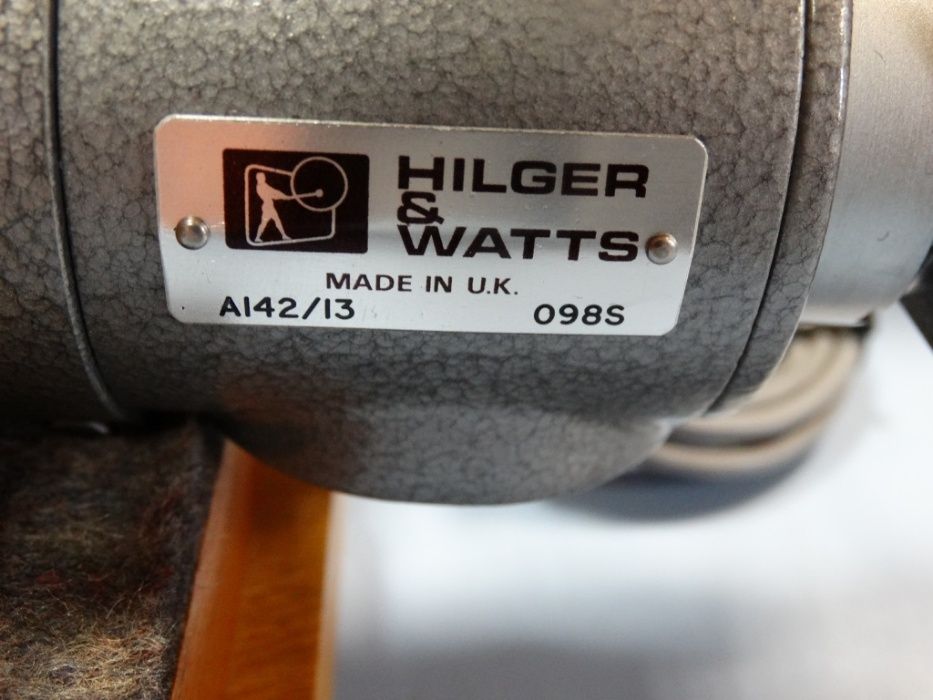 HILGER
&
WATTS
MADE IN U.K.
A142/13 098S